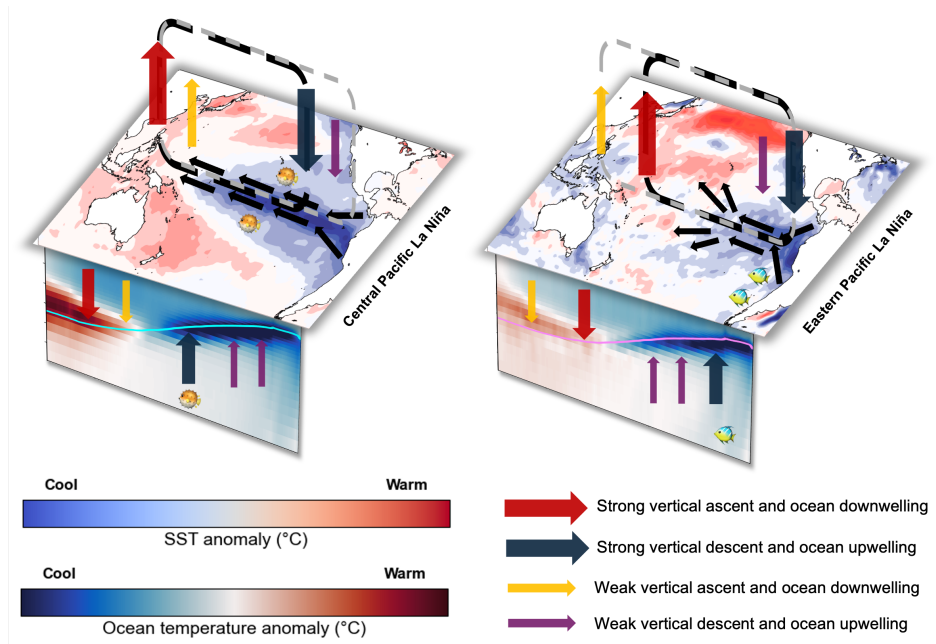 Central Pacific La Niña
Eastern Pacific La Niña
Cool Warm
SST anomaly (°C)
Cool Warm
Ocean temperature anomaly (°C)
Strong vertical ascent and ocean downwelling
Strong vertical descent and ocean upwelling
Weak vertical ascent and ocean downwelling
Weak vertical descent and ocean upwelling